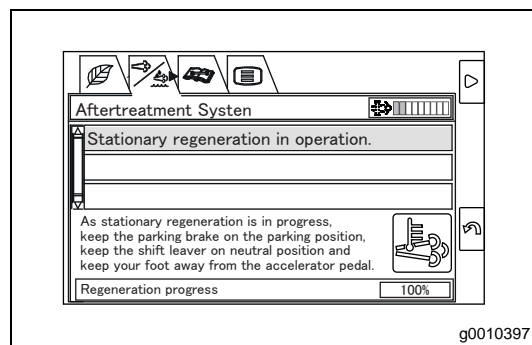 Aftertreatment Systen
Stationary regeneration in operation.
As stationary regeneration is in progress,
keep the parking brake on the parking position,
keep the shift leaver on neutral position and
keep your foot away from the accelerator pedal.
Regeneration progress 100%
g0010397